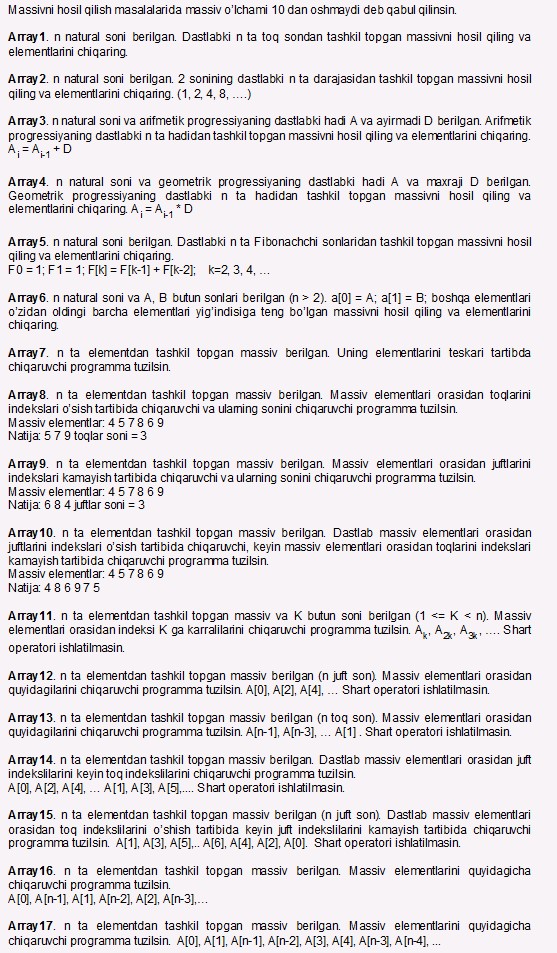 Massivni hosil qilish masalalarida massiv o'lchami 10 dan oshmaydi deb qabul qilinsin.
Array1. n natural soni berilgan. Dastlabki n ta toq sondan tashkil topgan massivni hosil qiling va
elementlarini chiqaring.
Array2. n natural soni berilgan. 2 sonining dastlabki n ta darajasidan tashkil topgan massivni hosil
qiling va elementlarini chiqaring. (1, 2, 4, 8, ....)
Array3. n natural soni va arifmetik progressiyaning dastlabki hadi A va ayirmadi D berilgan. Arifmetik
progressiyaning dastlabki n ta hadidan tashkil topgan massivni hosil qiling va elementlarini chiqaring.
A i = A i-1 + D
Array4. n natural soni va geometrik progressiyaning dastlabki hadi A va maxraji D berilgan.
Geometrik progressiyaning dastlabki n ta hadidan tashkil topgan massivni hosil qiling va
elementlarini chiqaring. A i = A i-1 * D
Array5. n natural soni berilgan. Dastlabki n ta Fibonachchi sonlaridan tashkil topgan massivni hosil
qiling va elementlarini chiqaring.
F0 = 1; F1 = 1; F[k] = F[k-1] + F[k-2]; k=2, 3, 4, ...
Array6. n natural soni va A, B butun sonlari berilgan (n > 2). a[0] = A; a[1] = B; boshqa elementlari
o'zidan oldingi barcha elementlari yig'indisiga teng bo'lgan massivni hosil qiling va elementlarini
chiqaring.
Array7. n ta elementdan tashkil topgan massiv berilgan. Uning elementlarini teskari tartibda
chiqaruvchi programma tuzilsin.
Array8. n ta elementdan tashkil topgan massiv berilgan. Massiv elementlari orasidan toqlarini
indekslari o'sish tartibida chiqaruvchi va ularning sonini chiqaruvchi programma tuzilsin.
Massiv elementlar: 4 5 7 8 6 9
Natija: 5 7 9 toqlar soni = 3
Array9. n ta elementdan tashkil topgan massiv berilgan. Massiv elementlari orasidan juftlarini
indekslari kamayish tartibida chiqaruvchi va ularning sonini chiqaruvchi programma tuzilsin.
Massiv elementlar: 4 5 7 8 6 9
Natija: 6 8 4 juftlar soni = 3
Array10. n ta elementdan tashkil topgan massiv berilgan. Dastlab massiv elementlari orasidan
juftlarini indekslari o'sish tartibida chiqaruvchi, keyin massiv elementlari orasidan toqlarini indekslari
kamayish tartibida chiqaruvchi programma tuzilsin.
Massiv elementlar: 4 5 7 8 6 9
Natija: 4 8 6 9 7 5
Array11. n ta elementdan tashkil topgan massiv va K butun soni berilgan (1 <= K < n). Massiv
elementlari orasidan indeksi K ga karralilarini chiqaruvchi programma tuzilsin. Ak, A2k, A3k, .... Shart
operatori ishlatilmasin.
Array12. n ta elementdan tashkil topgan massiv berilgan (n juft son). Massiv elementlari orasidan
quyidagilarini chiqaruvchi programma tuzilsin. A[0], A[2], A[4], ... Shart operatori ishlatilmasin.
Array13. n ta elementdan tashkil topgan massiv berilgan (n toq son). Massiv elementlari orasidan
quyidagilarini chiqaruvchi programma tuzilsin. A[n-1], A[n-3], ... A[1] . Shart operatori ishlatilmasin.
Array14. n ta elementdan tashkil topgan massiv berilgan. Dastlab massiv elementlari orasidan juft
indekslilarini keyin toq indekslilarini chiqaruvchi programma tuzilsin.
A[0], A[2], A[4], ... A[1], A[3], A[5],.... Shart operatori ishlatilmasin.
Array15. n ta elementdan tashkil topgan massiv berilgan (n juft son). Dastlab massiv elementlari
orasidan toq indekslilarini o'shish tartibida keyin juft indekslilarini kamayish tartibida chiqaruvchi
programma tuzilsin. A[1], A[3], A[5],.. A[6], A[4], A[2], A[0]. Shart operatori ishlatilmasin.
Array16. n ta elementdan tashkil topgan massiv berilgan. Massiv elementlarini quyidagicha
chiqaruvchi programma tuzilsin.
A[0], A[n-1], A[1], A[n-2], A[2], A[n-3],...
Array17. n ta elementdan tashkil topgan massiv berilgan. Massiv elementlarini quyidagicha
chiqaruvchi programma tuzilsin. A[0], A[1], A[n-1], A[n-2], A[3], A[4], A[n-3], A[n-4], ...